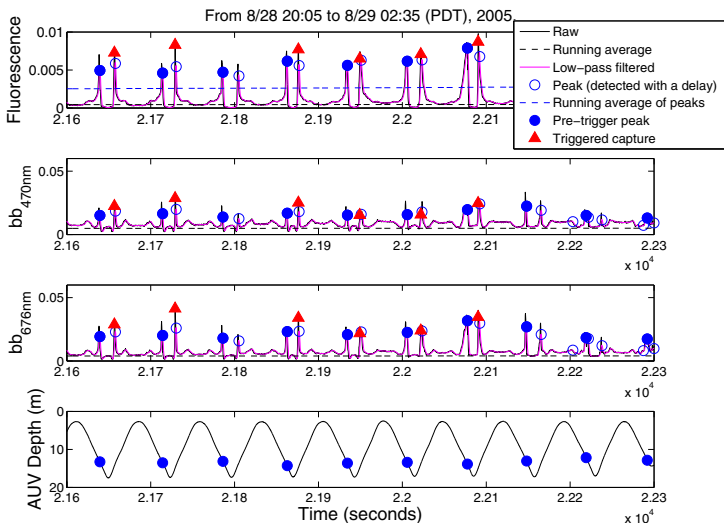 From 8/28 20:05 to 8/29 02:35 (PDT), 2005.
Fluorescence
0.01
0.005
0
2.16 2.17 2.18 2.19 2.2 2.21
Raw
Running average
Low-pass filtered
Peak (detected with a delay)
Running average of peaks
Pre-trigger peak
Triggered capture
bb470nm
0.05
0
2.16 2.17 2.18 2.19 2.2 2.21 2.22 2.23
x 10^4
bb676nm
0.05
0
2.16 2.17 2.18 2.19 2.2 2.21 2.22 2.23
x 10^4
AUV Depth (m)
0
10
20
2.16 2.17 2.18 2.19 2.2 2.21 2.22 2.23
Time (seconds)
x 10^4